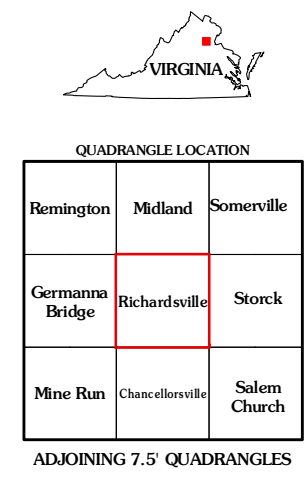 VIRGINIA
QUADRANGLE LOCATION
Remington Midland Somerville
Germanna
Bridge
Richardsville Storck
Mine Run Chancellorsville Salem
Church
ADJOINING 7.5' QUADRANGLES